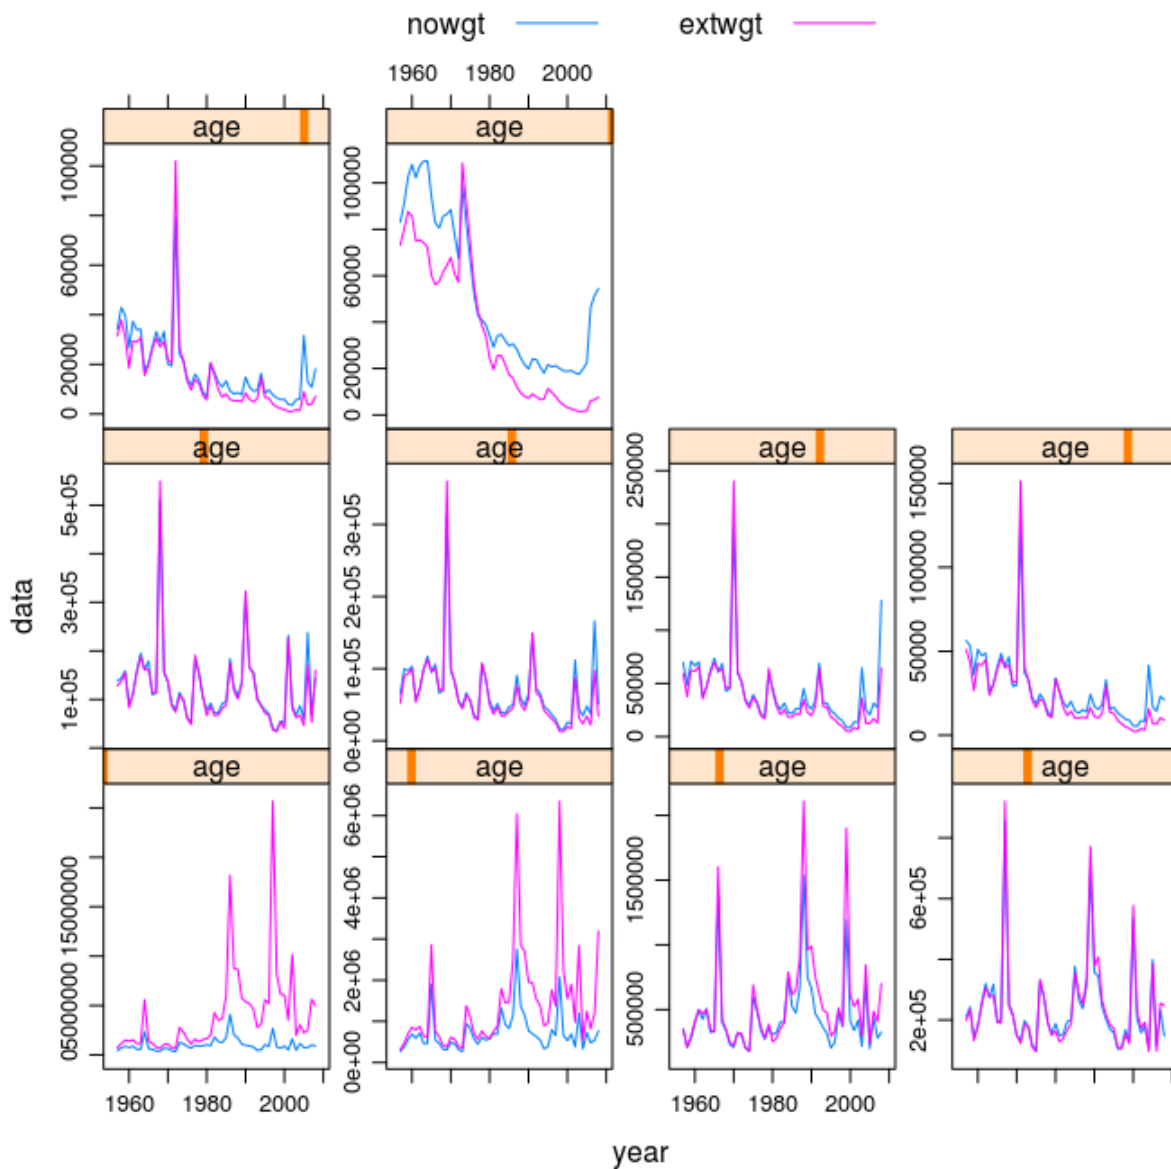 nowgt extwgt
1960 1980 2000
age age
0 20000 60000 100000
0 20000 60000 100000
age age age age
1e+05 3e+05 5e+05
0e+00 1e+05 2e+05 3e+05
0 50000 150000 250000
0 50000 100000 150000
data
age age age age
0 5000000 15000000
0e+00 2e+06 4e+06 6e+06
500000 1500000
2e+05 6e+05
1960 1980 2000 1960 1980 2000
year